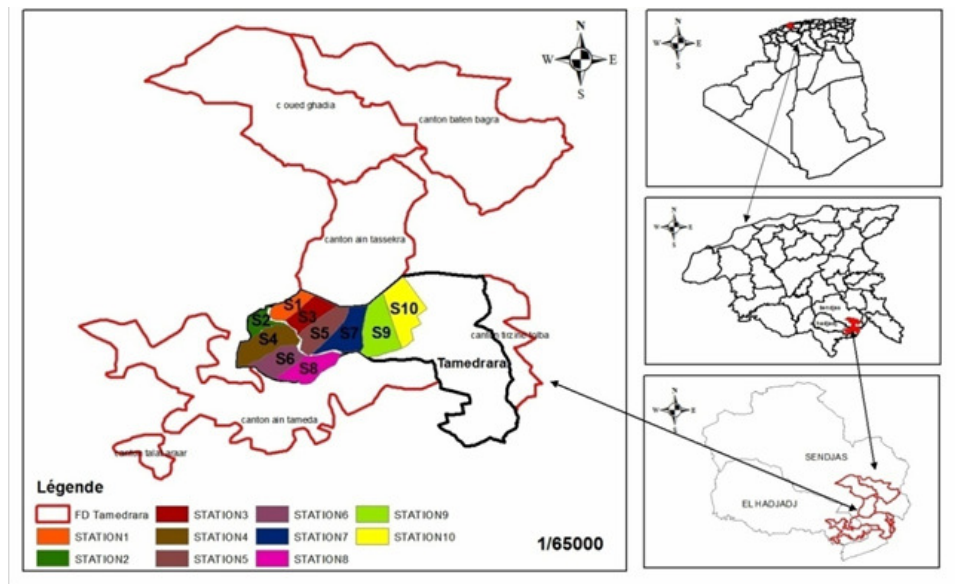 N
W E
S
c oued ghadia
canton baten bagra
canton ain tassekra
S1
S2
S3
S4
S5
S6
S7
S8
S9
S10
canton tirzine tolba
Tamedrara
canton ain tameda
Légende
FD Tamedrara
STATION1
STATION2
STATION3
STATION4
STATION5
STATION6
STATION7
STATION8
STATION9
STATION10
1/65000
N
W E
S
N
W E
S
N
W E
S
SENDJAS
EL HADJADJ